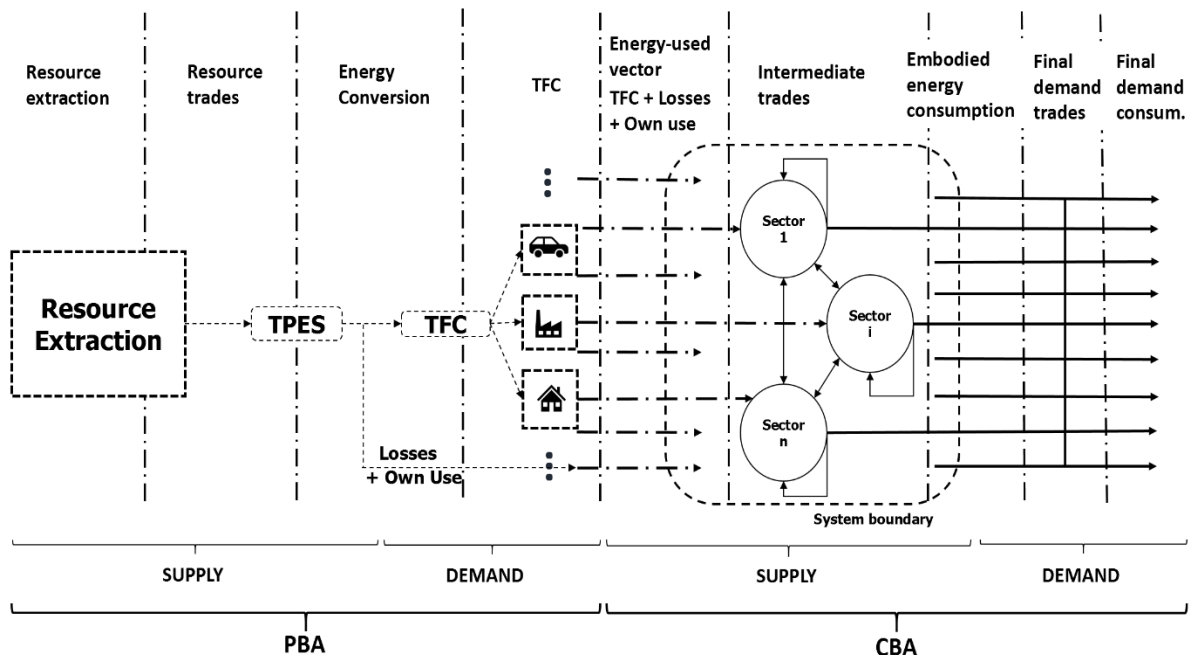 Resource
extraction
Resource
trades
Energy
Conversion
TFC
Energy-used
vector
TFC + Losses
+ Own use
Intermediate
trades
Embodied
energy
consumption
Final
demand
trades
Final
demand
consum.
Resource
Extraction
TPES
TFC
Losses
+ Own Use
Sector
1
Sector
i
Sector
n
System boundary
SUPPLY
DEMAND
SUPPLY
DEMAND
PBA
CBA